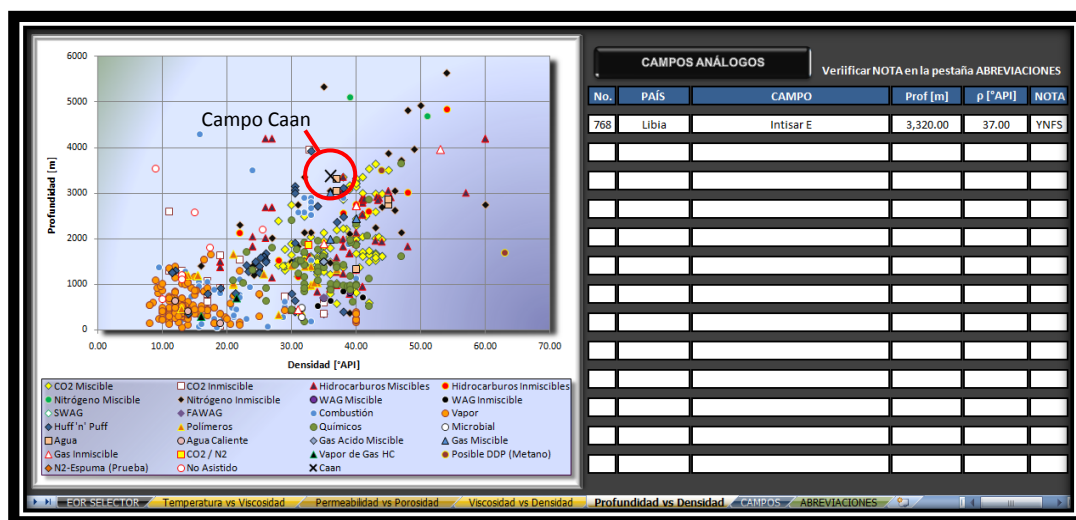 6000
5000
4000
3000
2000
1000
0
Profundidad [m]
Campo Caan
0.00 10.00 20.00 30.00 40.00 50.00 60.00 70.00
Densidad [°API]
CO2 Miscible CO2 Inmiscible Hidrocarburos Miscibles Hidrocarburos Inmiscibles
Nitrógeno Miscible Nitrógeno Inmiscible WAG Miscible WAG Inmiscible
SWAG FAWAG Combustión Vapor
Huff'n' Puff Polímeros Químicos Microbial
Agua Agua Caliente Gas Acido Miscible Gas Miscible
Gas Inmiscible CO2 / N2 Vapor de Gas HC Posible DDP (Metano)
N2-Espuma (Prueba) No Asistido Caan
CAMPOS ANÁLOGOS
Veriificar NOTA en la pestaña ABREVIACIONES
No. PAÍS CAMPO Prof [m] ρ [°API] NOTA
768 Libia Intisar E 3,320.00 37.00 YNFS
EOR SELECTOR Temperatura vs Viscosidad Permeabilidad vs Porosidad Viscosidad vs Densidad Profundidad vs Densidad CAMPOS ABREVIACIONES